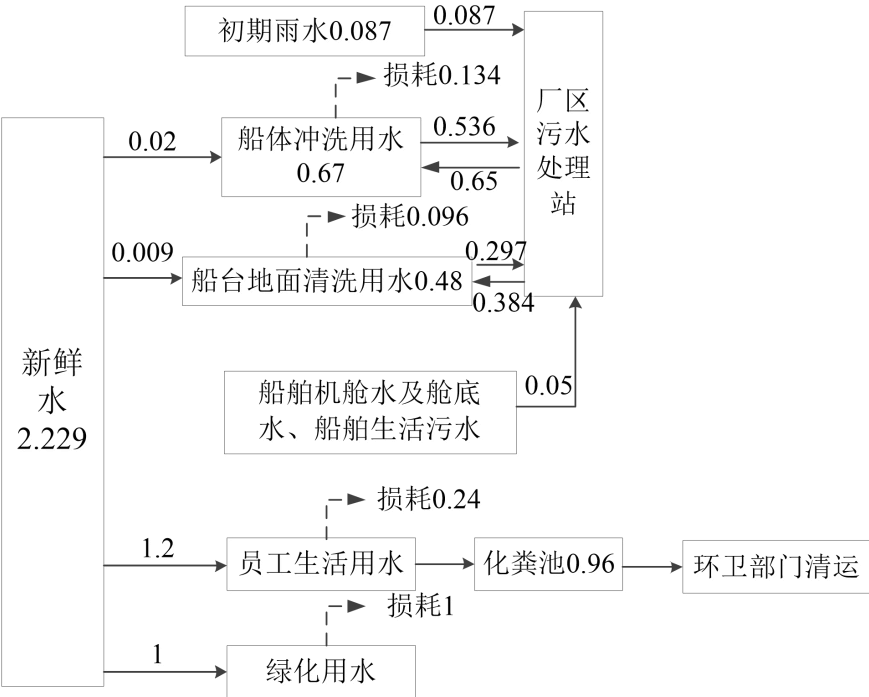 初期雨水0.087
0.087
损耗0.134
厂区
污水
处理
站
0.02
船体冲洗用水
0.67
0.536
0.65
损耗0.096
0.009
船台地面清洗用水0.48
0.297
0.384
新鲜
水
2.229
船舶机舱水及舱底
水、船舶生活污水
0.05
损耗0.24
1.2
员工生活用水
化粪池0.96
环卫部门清运
损耗1
1
绿化用水